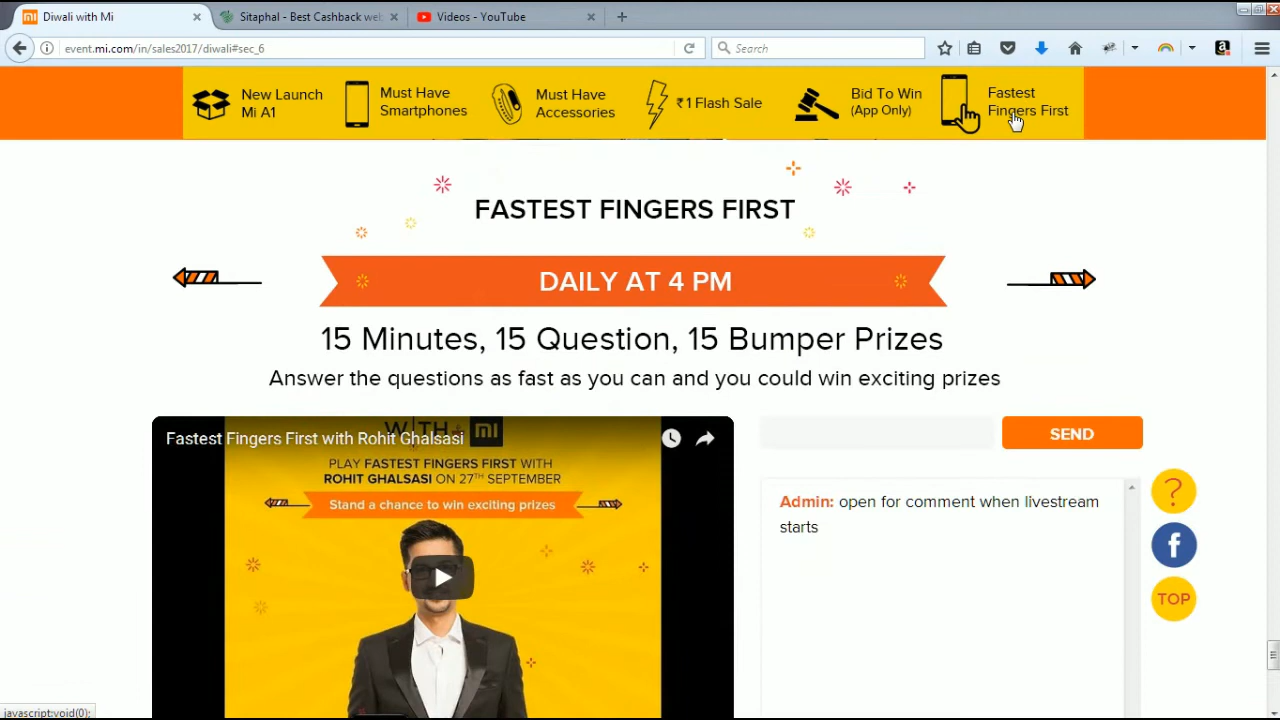 Diwali with Mi
Sitaphal - Best Cashback web
Videos - YouTube
event.mi.com/in/sales2017/diwali#sec_6
Search
New Launch
Mi A1
Must Have
Smartphones
Must Have
Accessories
₹1 Flash Sale
Bid To Win
(App Only)
Fastest
Fingers First
FASTEST FINGERS FIRST
DAILY AT 4 PM
15 Minutes, 15 Question, 15 Bumper Prizes
Answer the questions as fast as you can and you could win exciting prizes
Fastest Fingers First with Rohit Ghalsasi
PLAY FASTEST FINGERS FIRST WITH
ROHIT GHALSASI ON 27TH SEPTEMBER
Stand a chance to win exciting prizes
SEND
Admin: open for comment when livestream
starts
?
f
TOP
javascript:void(0);